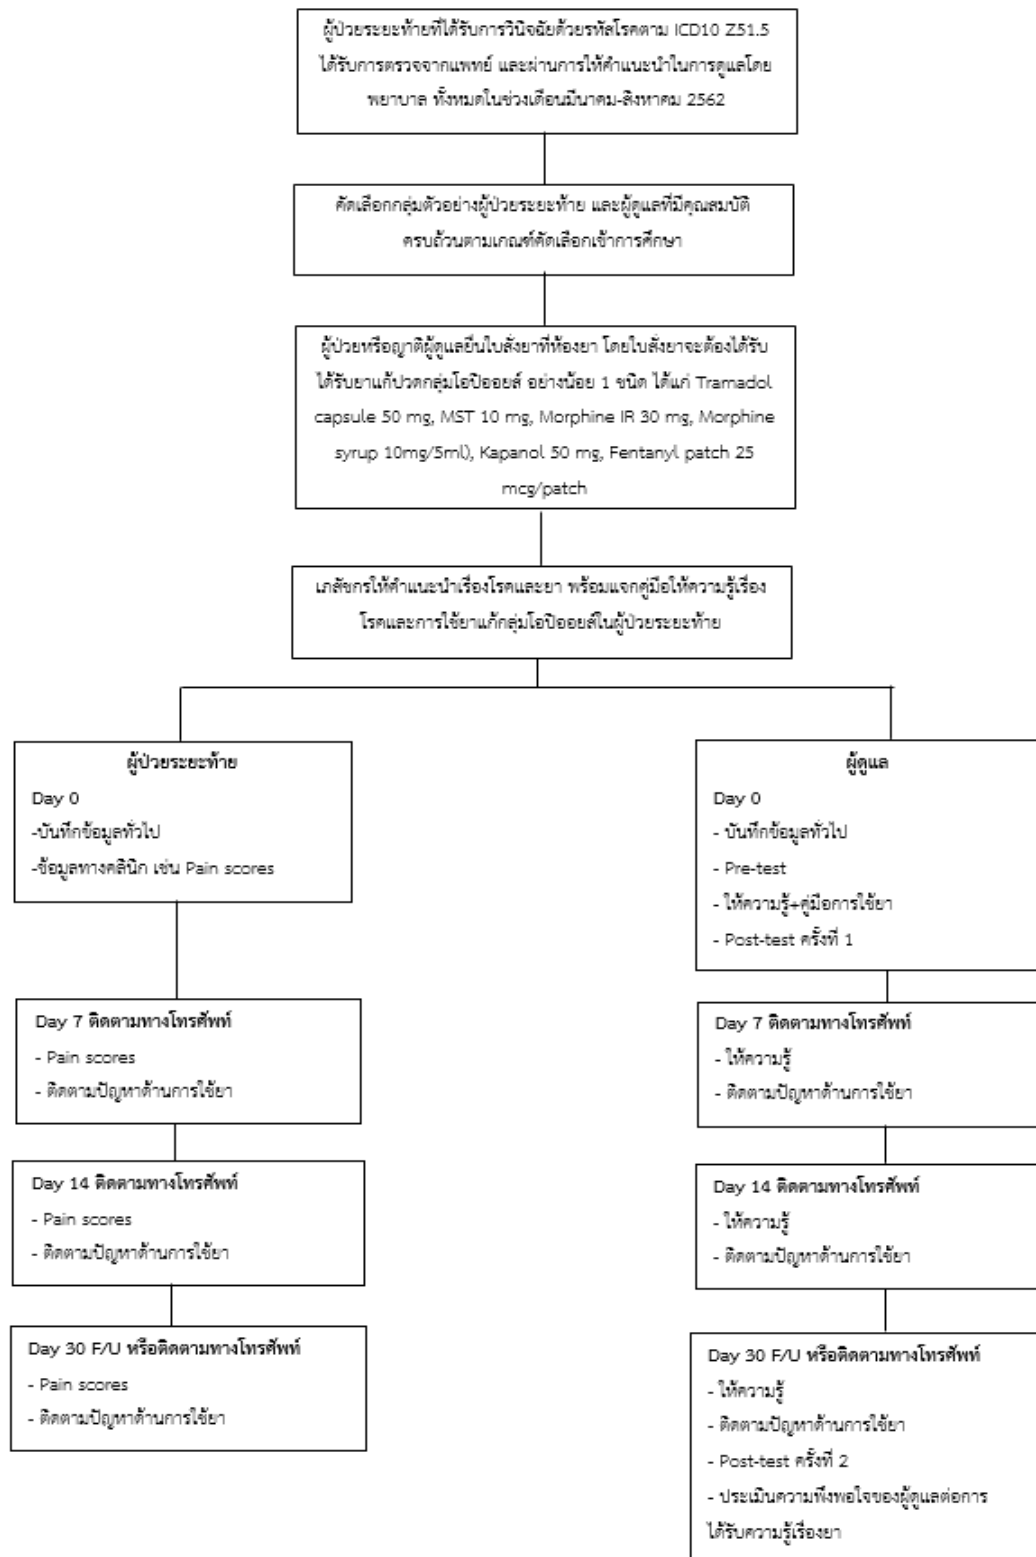 ผู้ป่วยระยะท้ายที่ได้รับการวินิจฉัยด้วยรหัสโรคตาม ICD10 Z51.5
ได้รับการตรวจจากแพทย์ และผ่านการให้คำแนะนำในการดูแลโดย
พยาบาล ทั้งหมดในช่วงเดือนมีนาคม-สิงหาคม 2562
คัดเลือกกลุ่มตัวอย่างผู้ป่วยระยะท้าย และผู้ดูแลที่มีคุณสมบัติ
ครบถ้วนตามเกณฑ์คัดเลือกเข้าการศึกษา
ผู้ป่วยหรือญาติผู้ดูแลยื่นใบสั่งยาที่ห้องยา โดยใบสั่งยาจะต้องได้รับ
ได้รับยาแก้ปวดกลุ่มโอปิออยส์ อย่างน้อย 1 ชนิด ได้แก่ Tramadol
capsule 50 mg, MST 10 mg, Morphine IR 30 mg, Morphine
syrup 10mg/5ml), Kapanol 50 mg, Fentanyl patch 25
mcg/patch
เภสัชกรให้คำแนะนำเรื่องโรคและยา พร้อมแจกคู่มือให้ความรู้เรื่อง
โรคและการใช้ยาแก้กลุ่มโอปิออยส์ในผู้ป่วยระยะท้าย
ผู้ป่วยระยะท้าย
Day 0
-บันทึกข้อมูลทั่วไป
-ข้อมูลทางคลินิก เช่น Pain scores
Day 7 ติดตามทางโทรศัพท์
- Pain scores
- ติดตามปัญหาด้านการใช้ยา
Day 14 ติดตามทางโทรศัพท์
- Pain scores
- ติดตามปัญหาด้านการใช้ยา
Day 30 F/U หรือติดตามทางโทรศัพท์
- Pain scores
- ติดตามปัญหาด้านการใช้ยา
ผู้ดูแล
Day 0
- บันทึกข้อมูลทั่วไป
- Pre-test
- ให้ความรู้+คู่มือการใช้ยา
- Post-test ครั้งที่ 1
Day 7 ติดตามทางโทรศัพท์
- ให้ความรู้
- ติดตามปัญหาด้านการใช้ยา
Day 14 ติดตามทางโทรศัพท์
- ให้ความรู้
- ติดตามปัญหาด้านการใช้ยา
Day 30 F/U หรือติดตามทางโทรศัพท์
- ให้ความรู้
- ติดตามปัญหาด้านการใช้ยา
- Post-test ครั้งที่ 2
- ประเมินความพึงพอใจของผู้ดูแลต่อการ
ได้รับความรู้เรื่องยา